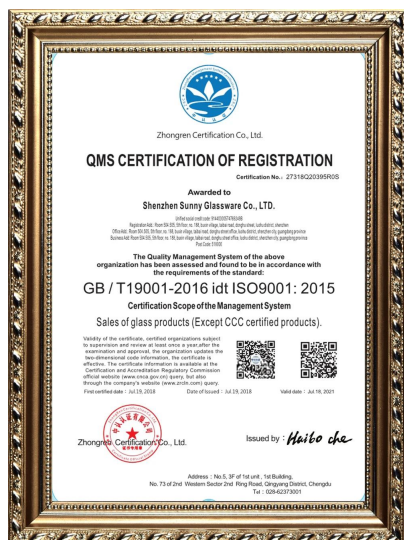 Zhongren Certification Co., Ltd.
QMS CERTIFICATION OF REGISTRATION
Certification No.: 27318Q20395R0S
Awarded to
Shenzhen Sunny Glassware Co., LTD.
Unified social credit code:
Post Code: 518000
The Quality Management System of the above
organization has been assessed and found to be in accordance with
the requirements of the standard:
GB / T19001-2016 idt ISO9001: 2015
Certification Scope of the Management System
Sales of glass products (Except CCC certified products).
Validity of the certificate, certified organizations subject
to supervision and review at least once a year.after the
examination and approval, the organization updates the
two-dimensional code information, the certificate is
effective. The certificate information is available at the
Certification and Accreditation Regulatory Commission
official website (www.cnca.gov.cn) query, but also
through the company's website (www.zrcltn.com) query.
First certified date : Jul.19, 2018 Date of Issued : Jul.19, 2018 Valid date : Jul.18, 2021
Zhongren Certification Co., Ltd.
Issued by : Haibo che
Address : No.5, 3F of 1st unit , 1st Building,
No. 73 of 2nd Western Sector 2nd Ring Road, Qingyang District, Chengdu
Tel : 028-62373001